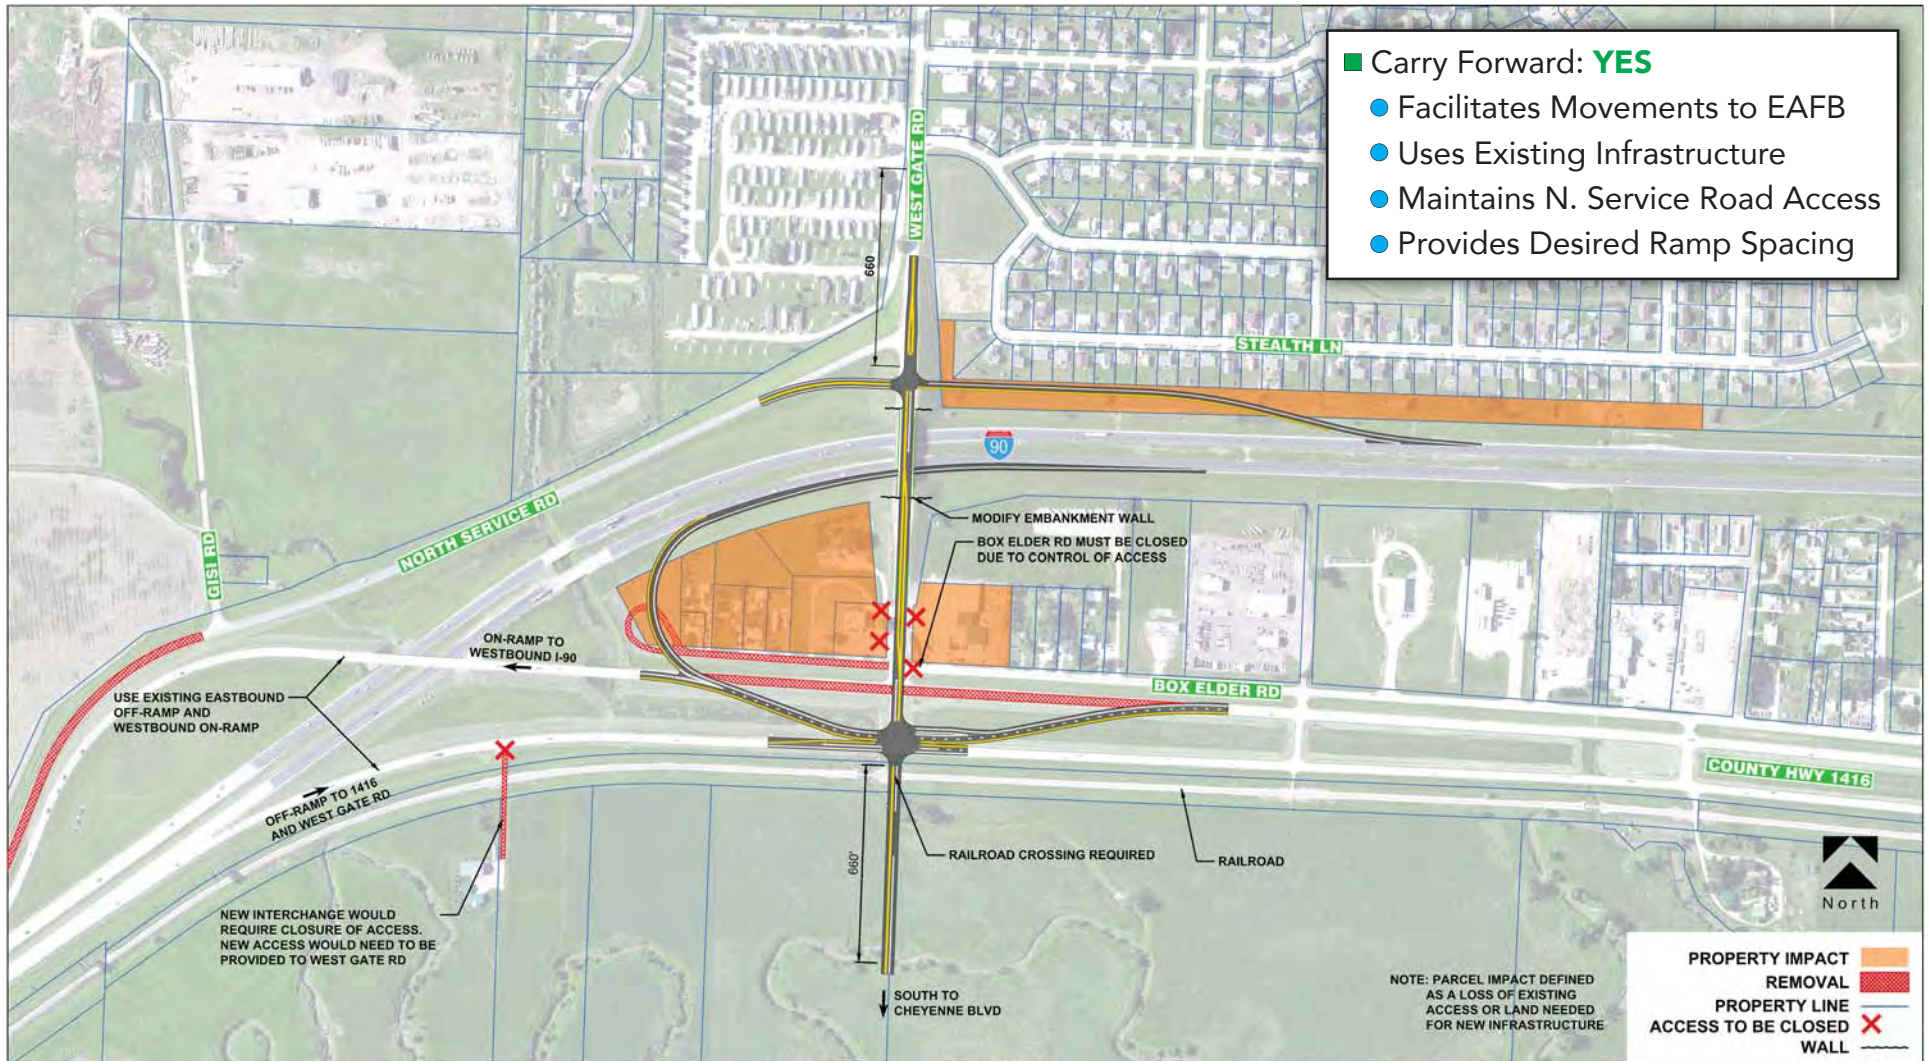 Carry Forward: YES
Facilitates Movements to EAFB
Uses Existing Infrastructure
Maintains N. Service Road Access
Provides Desired Ramp Spacing
WEST GATE RD
660
STEALTH LN
90
NORTH SERVICE RD
GISI RD
MODIFY EMBANKMENT WALL
BOX ELDER RD MUST BE CLOSED
DUE TO CONTROL OF ACCESS
ON-RAMP TO
WESTBOUND I-90
USE EXISTING EASTBOUND
OFF-RAMP AND
WESTBOUND ON-RAMP
BOX ELDER RD
COUNTY HWY 1416
OFF-RAMP TO 1416
AND WEST GATE RD
660'
RAILROAD CROSSING REQUIRED
RAILROAD
NEW INTERCHANGE WOULD
REQUIRE CLOSURE OF ACCESS.
NEW ACCESS WOULD NEED TO BE
PROVIDED TO WEST GATE RD
SOUTH TO
CHEYENNE BLVD
North
NOTE: PARCEL IMPACT DEFINED
AS A LOSS OF EXISTING
ACCESS OR LAND NEEDED
FOR NEW INFRASTRUCTURE
PROPERTY IMPACT
REMOVAL
PROPERTY LINE
ACCESS TO BE CLOSED
WALL